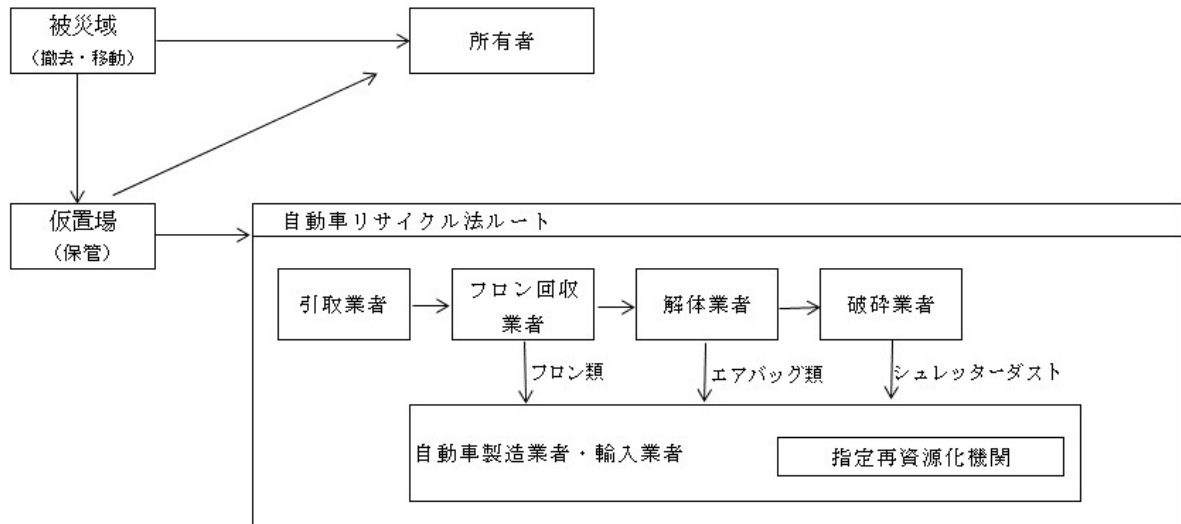 被災域
（撤去・移動）
所有者
仮置場
（保管）
自動車リサイクル法ルート
引取業者
フロン回収
業者
解体業者
破砕業者
フロン類
エアバッグ類
シュレッターダスト
自動車製造業者・輸入業者
指定再資源化機関